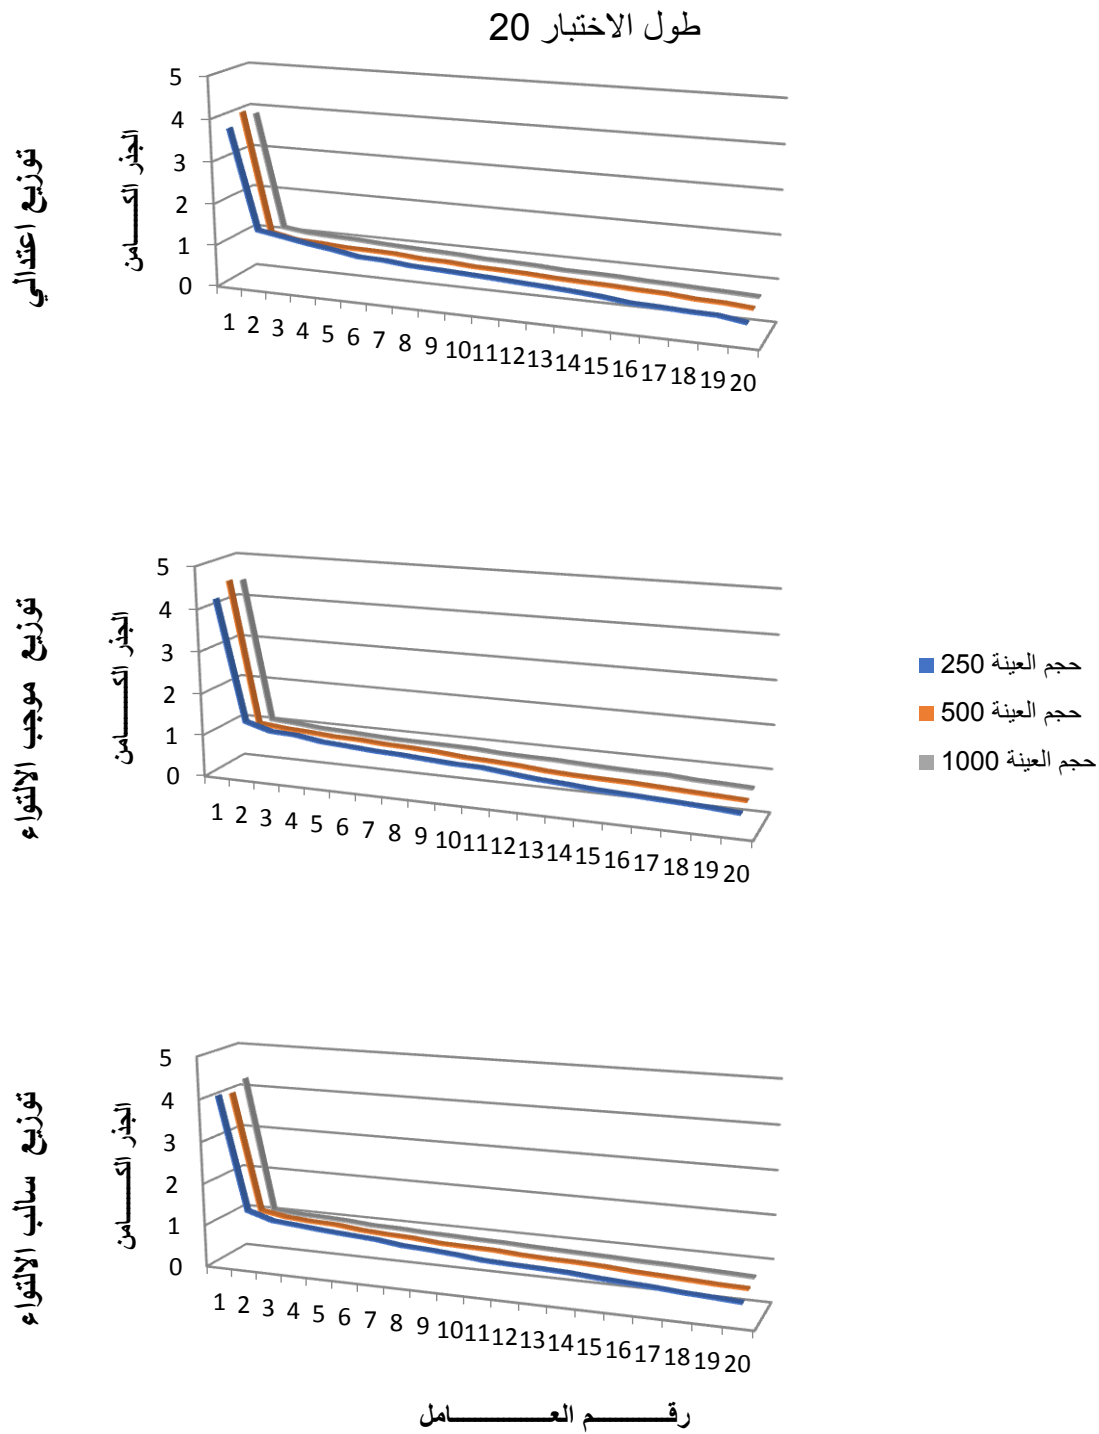 طول الاختبار 20
توزيع اعتدالي
الجذر الكـــــامن
5
4
3
2
1
0
1 2 3 4 5 6 7 8 9 10 11 12 13 14 15 16 17 18 19 20
توزيع موجب الالتواء
الجذر الكـــــامن
5
4
3
2
1
0
1 2 3 4 5 6 7 8 9 10 11 12 13 14 15 16 17 18 19 20
حجم العينة 250
حجم العينة 500
حجم العينة 1000
توزيع سالب الالتواء
الجذر الكـــــامن
5
4
3
2
1
0
1 2 3 4 5 6 7 8 9 10 11 12 13 14 15 16 17 18 19 20
رقـــــــم العـــــــــــامل